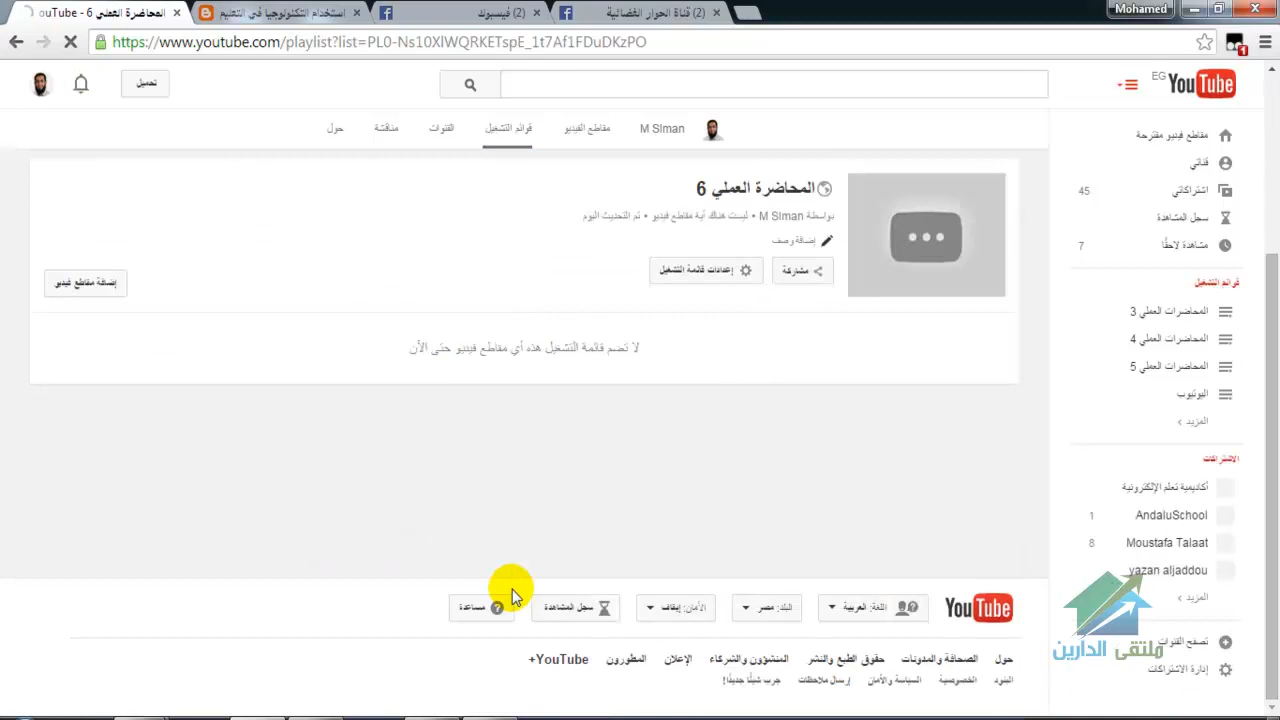 YouTube - المحاضرة العملي 6
استخدام التكنولوجيا في التعليم
(2) فيسبوك
(2) قناة الحوار الفضائية
Mohamed
https://www.youtube.com/playlist?list=PL0-Ns10XlWQRKETspE_1t7Af1FDuDKzPO
1
YouTube EG
تحميل
M Slman
مقاطع الفيديو
قوائم التشغيل
القنوات
مناقشة
حول
المحاضرة العملي 6
بواسطة M Slman • ليست هناك أية مقاطع فيديو • تم التحديث اليوم
إضافة وصف
مشاركة
إعدادات قائمة التشغيل
إضافة مقاطع فيديو
لا تضم قائمة التشغيل هذه أي مقاطع فيديو حتى الآن
مقاطع فيديو مقترحة
قناتي
اشتراكاتي 45
سجل المشاهدة
مشاهدة لاحقًا 7
قوائم التشغيل
المحاضرات العملي 3
المحاضرات العملي 4
المحاضرات العملي 5
اليوتيوب
المزيد
الاشتراكات
أكاديمية تعلم الإلكترونية
AndaluSchool 1
Moustafa Talaat 8
yazan aljaddou
المزيد
تصفح القنوات
إدارة الاشتراكات
ملتقى الدارين
YouTube
اللغة: العربية
البلد: مصر
الأمان: إيقاف
سجل المشاهدة
مساعدة
حول
الصحافة والمدونات
حقوق الطبع والنشر
المنشؤون والشركاء
الإعلان
المطورون
YouTube+
البنود
الخصوصية
السياسة والأمان
إرسال ملاحظات
جرب شيئًا جديدًا!